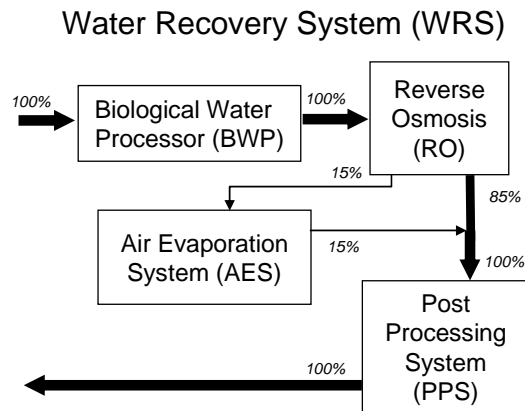 Water Recovery System (WRS)
100%
Biological Water
Processor (BWP)
100%
Reverse
Osmosis
(RO)
15%
85%
Air Evaporation
System (AES)
15%
100%
Post
Processing
System
(PPS)
100%